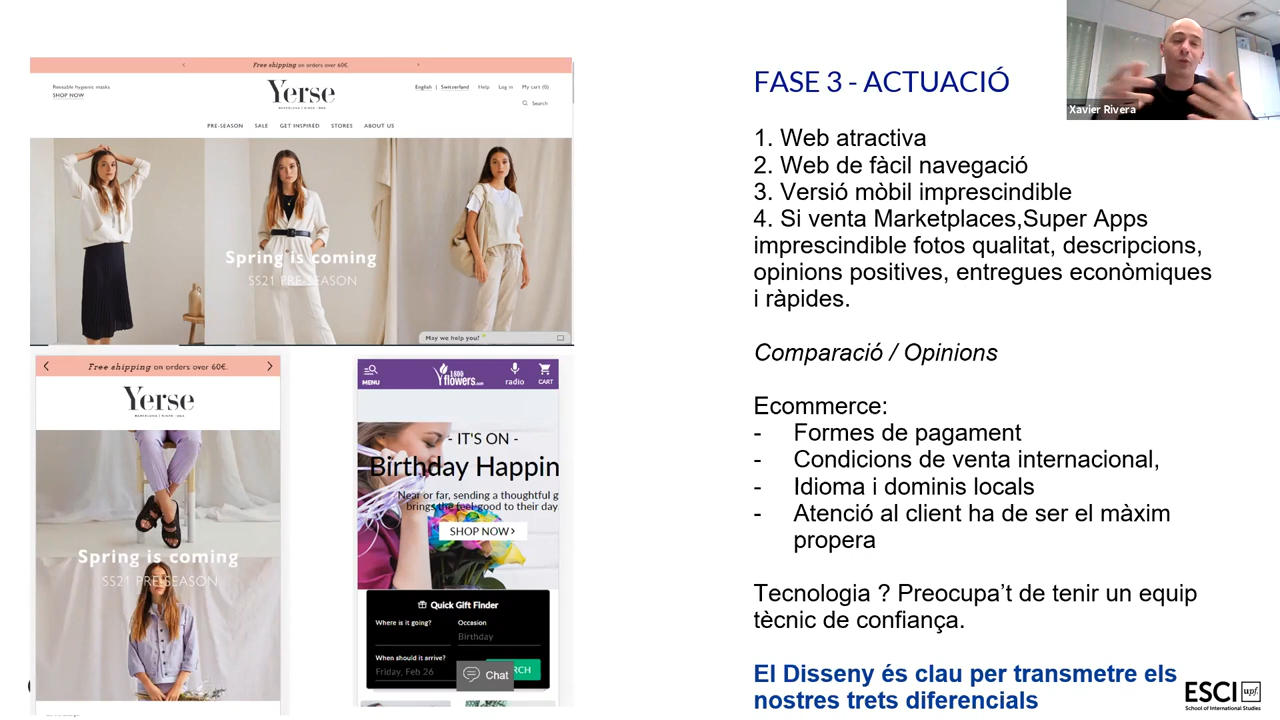 Free shipping on orders over 60€.
Reusable hygienic masks
SHOP NOW
Yerse
BARCELONA | SINCE - 1964
English | Switzerland Help Log in My cart (0)
Search
PRE-SEASON SALE GET INSPIRED STORES ABOUT US
Spring is coming
SS21 PRE-SEASON
May we help you?
Free shipping on orders over 60€.
Yerse
Spring is coming
SS21 PRE-SEASON
MENU
1800
flowers.com
radio
CART
- IT'S ON -
Birthday Happin
Near or far, sending a thoughtful g
brings the feel-good to their day
SHOP NOW
Quick Gift Finder
Where is it going? Occasion
Birthday
When should it arrive?
Friday, Feb 26
RCH
Chat
FASE 3 - ACTUACIÓ
1. Web atractiva
2. Web de fàcil navegació
3. Versió mòbil imprescindible
4. Si venta Marketplaces,Super Apps
imprescindible fotos qualitat, descripcions,
opinions positives, entregues econòmiques
i ràpides.
Comparació / Opinions
Ecommerce:
- Formes de pagament
- Condicions de venta internacional,
- Idioma i dominis locals
- Atenció al client ha de ser el màxim
propera
Tecnologia ? Preocupa't de tenir un equip
tècnic de confiança.
El Disseny és clau per transmetre els
nostres trets diferencials
Xavier Rivera
ESCI upf.
School of International Studies